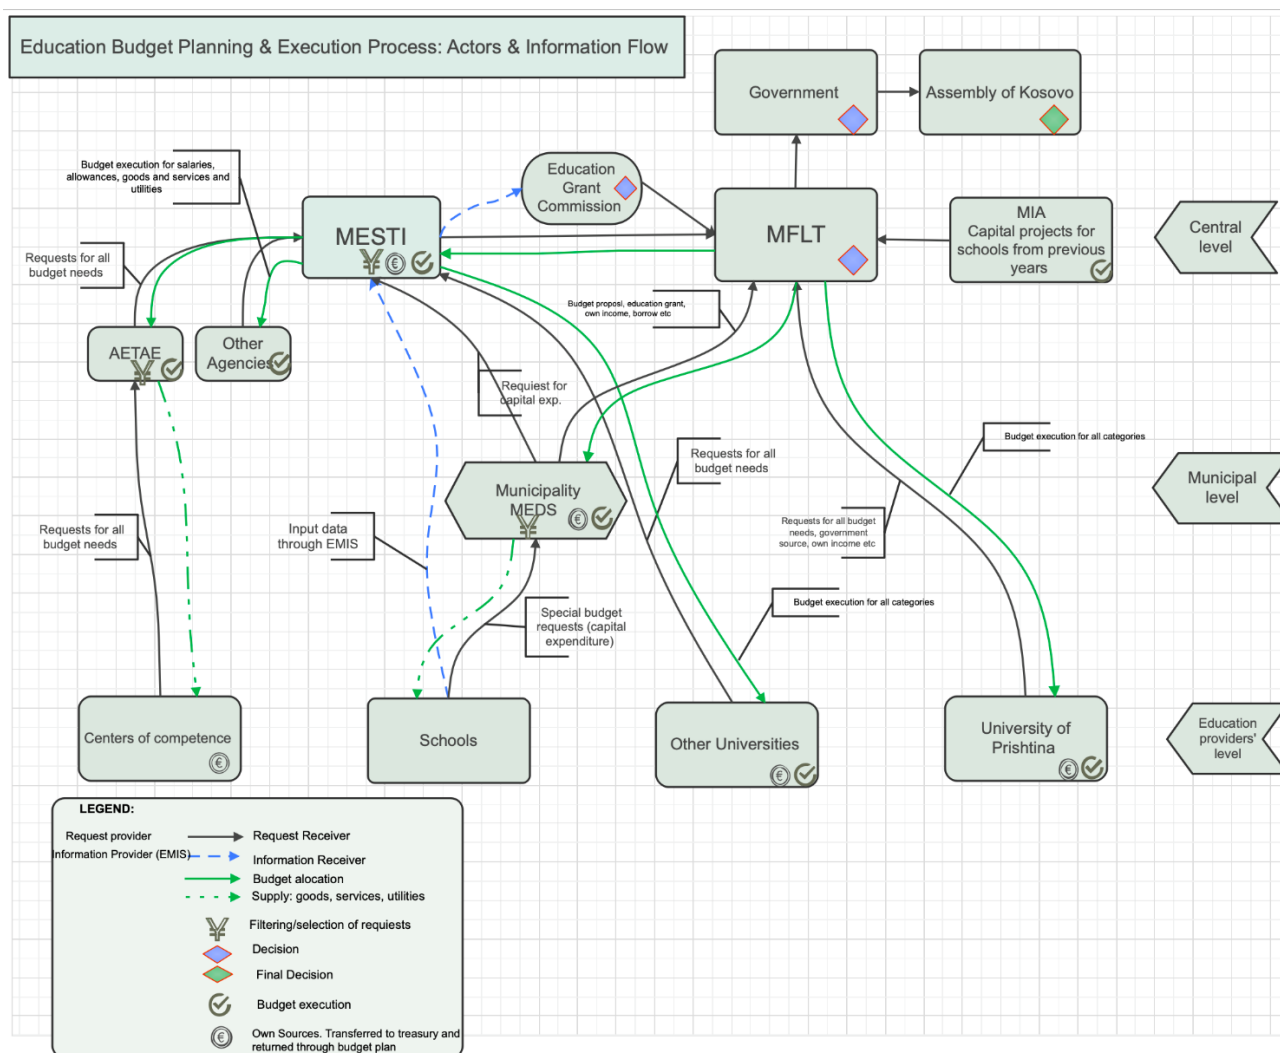 Education Budget Planning & Execution Process: Actors & Information Flow
Government
Assembly of Kosovo
Budget execution for salaries,
allowances, goods and services and
utilities
Education
Grant
Commission
MESTI
MFLT
MIA
Capital projects for
schools from previous
years
Central
level
Requests for all
budget needs
Budget proposl, education grant,
own income, borrow etc
AETAE
Other
Agencies
Requiest for
capital exp.
Budget execution for all categories
Requests for all
budget needs
Municipality
MEDS
Municipal
level
Requests for all
budget needs
Input data
through EMIS
Requests for all budget
needs, government
source, own income etc
Special budget
requests (capital
expenditure)
Budget execution for all categories
Centers of competence
Schools
Other Universities
University of
Prishtina
Education
providers'
level
LEGEND:
Request provider
Request Receiver
Information Provider (EMIS)
Information Receiver
Budget alocation
Supply: goods, services, utilities
Filtering/selection of requiests
Decision
Final Decision
Budget execution
Own Sources. Transferred to treasury and
returned through budget plan